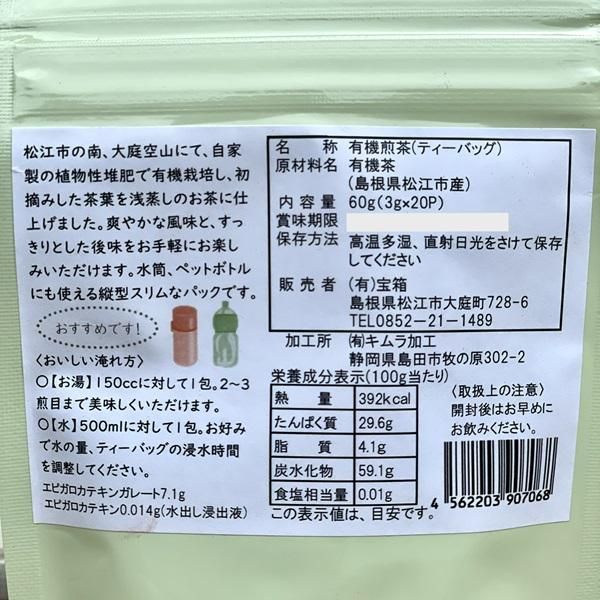 松江市の南、大庭空山にて、自家
製の植物性堆肥で有機栽培し、初
摘みした茶葉を浅蒸しのお茶に仕
上げました。爽やかな風味と、すっ
きりとした後味をお手軽にお楽し
みいただけます。水筒、ペットボトル
にも使える縦型スリムなパックです。
おすすめです!
〈おいしい淹れ方〉
○【お湯】150ccに対して1包。2~3
煎目まで美味しくいただけます。
○【水】500mlに対して1包。お好み
で水の量、ティーバッグの浸水時間
を調整してください。
エピガロカテキンガレート7.1g
エピガロカテキン0.014g(水出し浸出液)
名称 有機煎茶(ティーバッグ)
原材料名 有機茶
(島根県松江市産)
内容量 60g(3g×20P)
賞味期限
保存方法 高温多湿、直射日光をさけて保存
してください
販売者 (有)宝箱
島根県松江市大庭町728-6
TEL0852-21-1489
加工所 ㈲キムラ加工
静岡県島田市牧の原302-2
栄養成分表示(100g当たり)
熱量 392kcal
たんぱく質 29.6g
脂質 4.1g
炭水化物 59.1g
食塩相当量 0.01g
この表示値は、目安です。
〈取扱上の注意〉
開封後はお早めに
お飲みください。
4 562203 907068